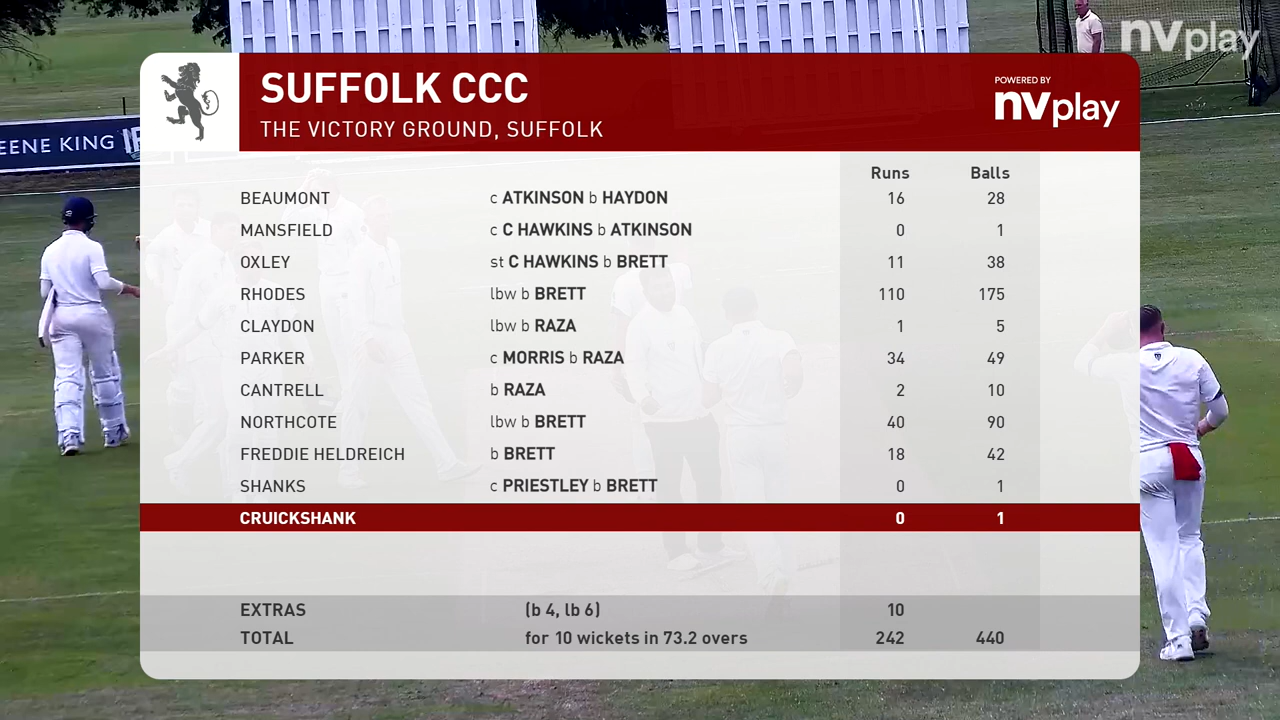 nvplay
SUFFOLK CCC
THE VICTORY GROUND, SUFFOLK
POWERED BY
nvplay
EENE KING
Runs Balls
BEAUMONT c ATKINSON b HAYDON 16 28
MANSFIELD c C HAWKINS b ATKINSON 0 1
OXLEY st C HAWKINS b BRETT 11 38
RHODES lbw b BRETT 110 175
CLAYDON lbw b RAZA 1 5
PARKER c MORRIS b RAZA 34 49
CANTRELL b RAZA 2 10
NORTHCOTE lbw b BRETT 40 90
FREDDIE HELDREICH b BRETT 18 42
SHANKS c PRIESTLEY b BRETT 0 1
CRUICKSHANK 0 1
EXTRAS (b 4, lb 6) 10
TOTAL for 10 wickets in 73.2 overs 242 440